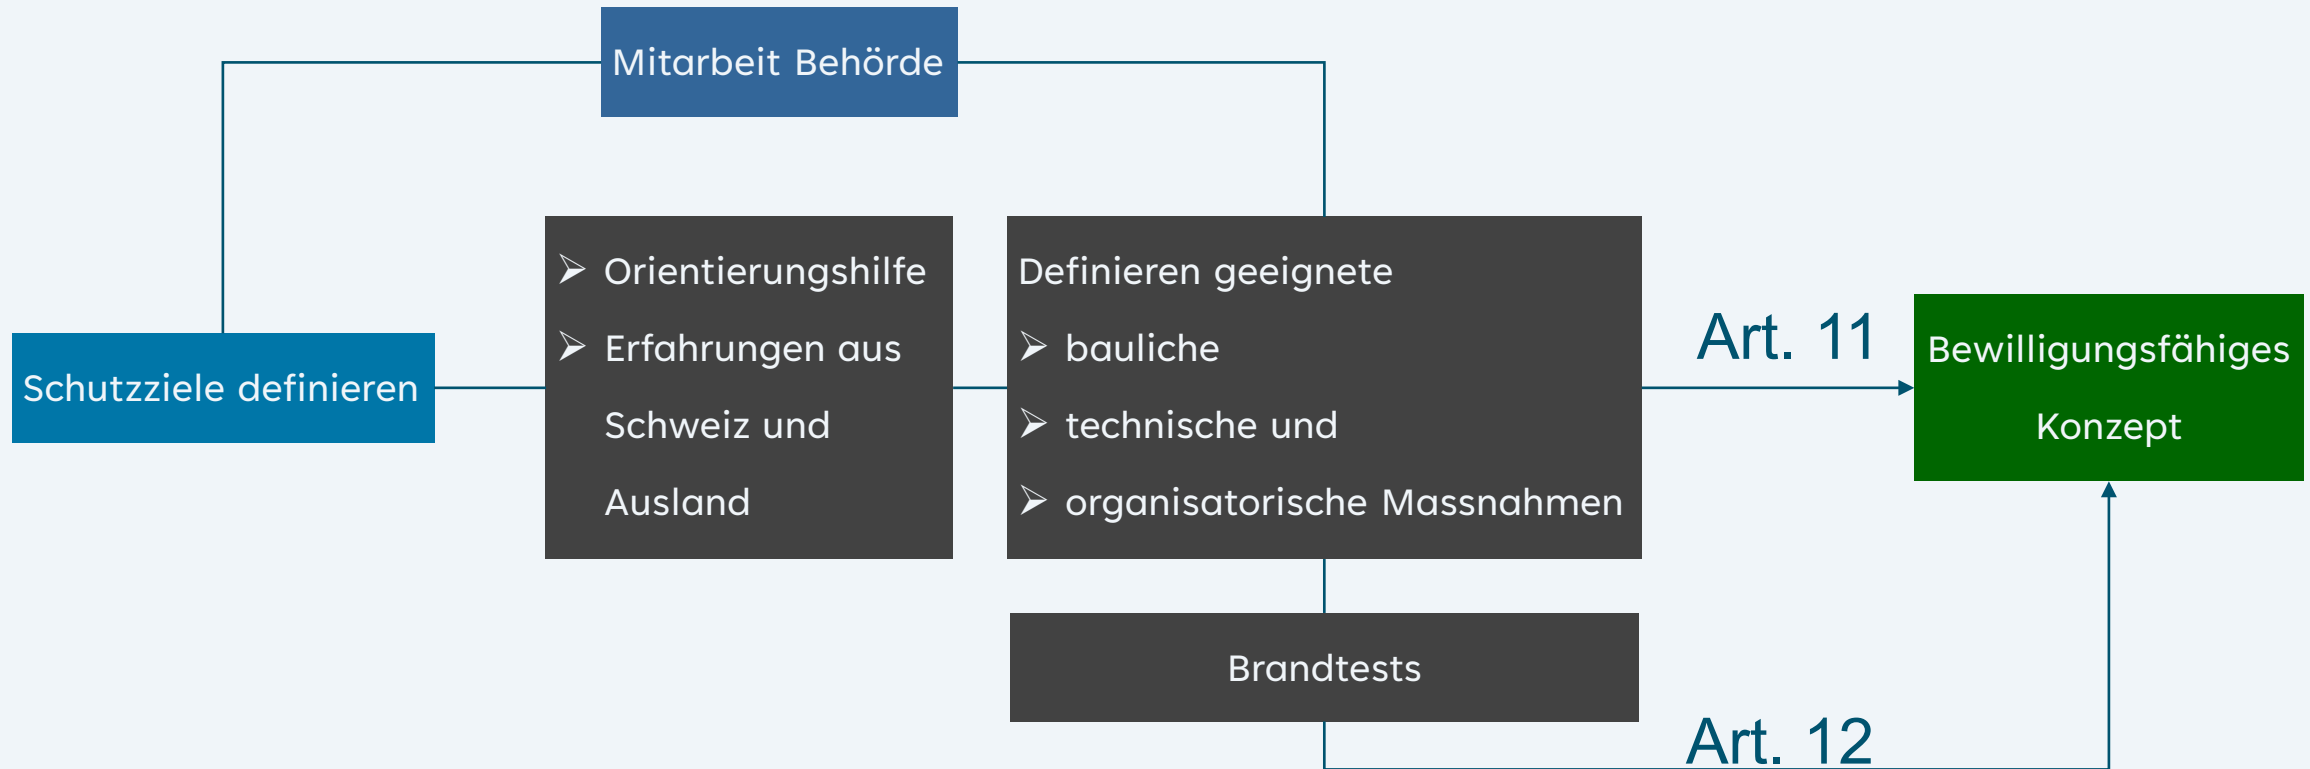 Mitarbeit Behörde
Schutzziele definieren
➢ Orientierungshilfe
➢ Erfahrungen aus
Schweiz und
Ausland
Definieren geeignete
➢ bauliche
➢ technische und
➢ organisatorische Massnahmen
Art. 11
Bewilligungsfähiges
Konzept
Brandtests
Art. 12